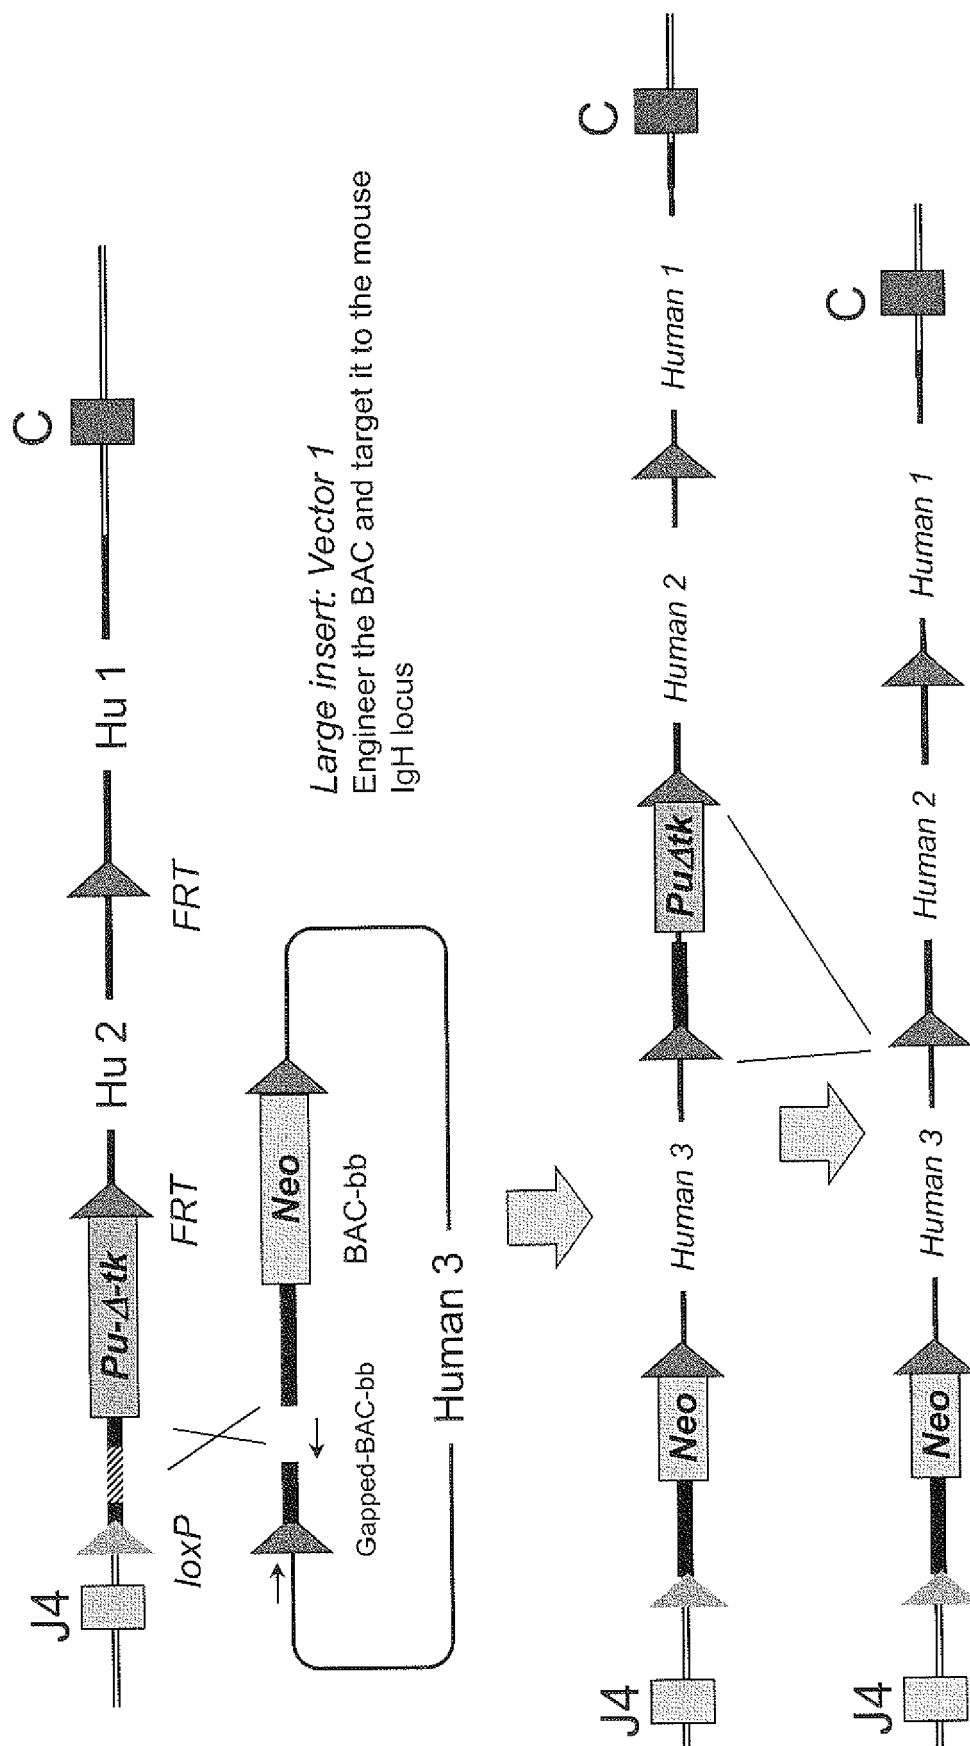 J4
Pu-Δ-tk
Hu 2
Hu 1
C
loxP
FRT
FRT
Neo
Gapped-BAC-bb
BAC-bb
Human 3
Large insert: Vector 1
Engineer the BAC and target it to the mouse
IgH locus
J4
Neo
Human 3
PuΔtk
Human 2
Human 1
C
J4
Neo
Human 3
Human 2
Human 1
C